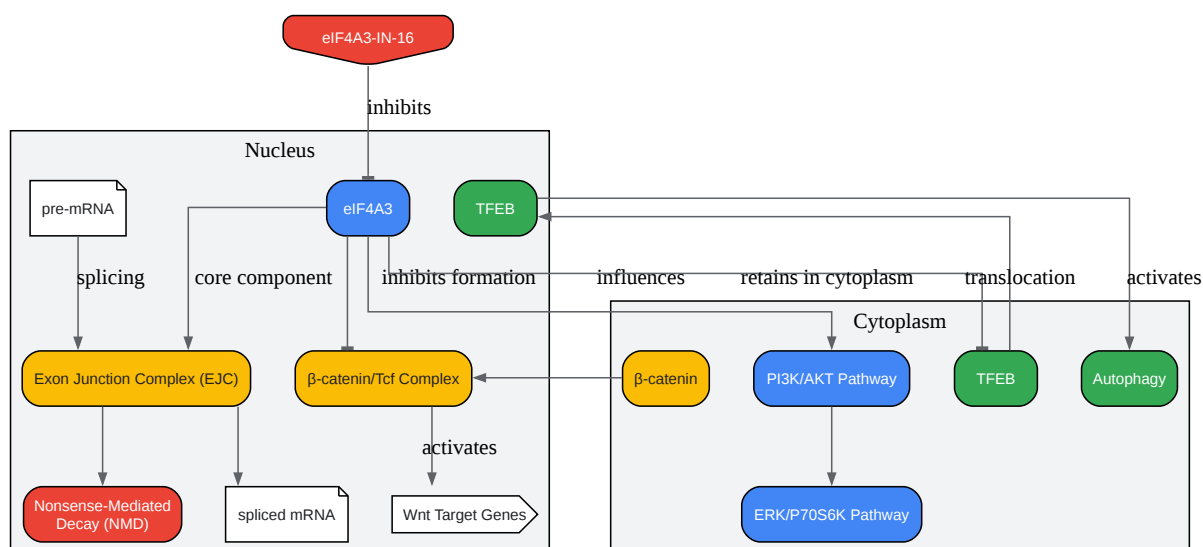 eIF4A3-IN-16
inhibits
Nucleus
pre-mRNA
eIF4A3
TFEB
splicing
core component
inhibits formation
influences
retains in cytoplasm
translocation
activates
Cytoplasm
Exon Junction Complex (EJC)
β-catenin/Tcf Complex
β-catenin
PI3K/AKT Pathway
TFEB
Autophagy
activates
Nonsense-Mediated
Decay (NMD)
spliced mRNA
Wnt Target Genes
ERK/P70S6K Pathway